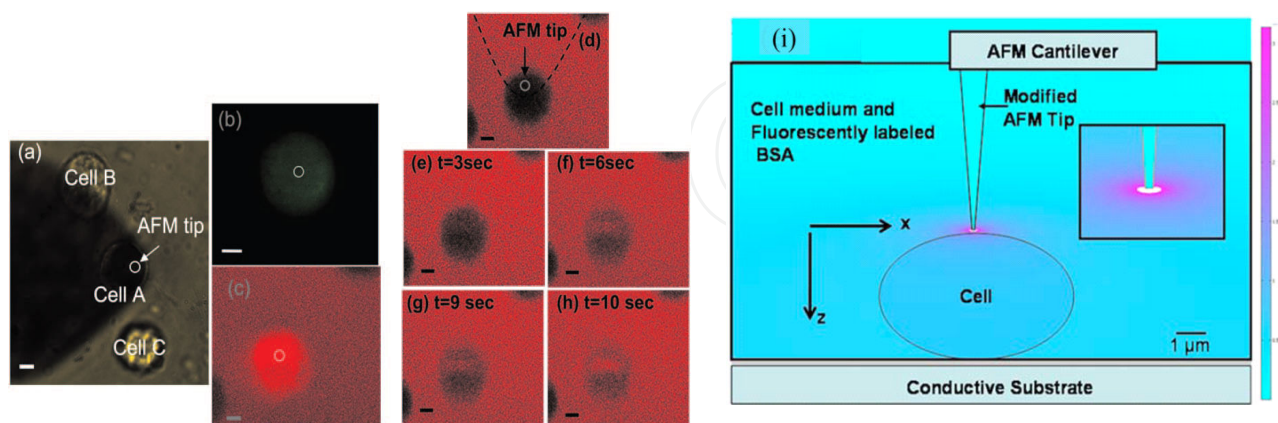 (a)
Cell B
AFM tip
Cell A
Cell C
(b)
(c)
AFM tip
(d)
(e) t=3sec
(f) t=6sec
(g) t=9 sec
(h) t=10 sec
(i)
AFM Cantilever
Modified
AFM Tip
Cell medium and
Fluorescently labeled
BSA
x
z
Cell
1 µm
Conductive Substrate